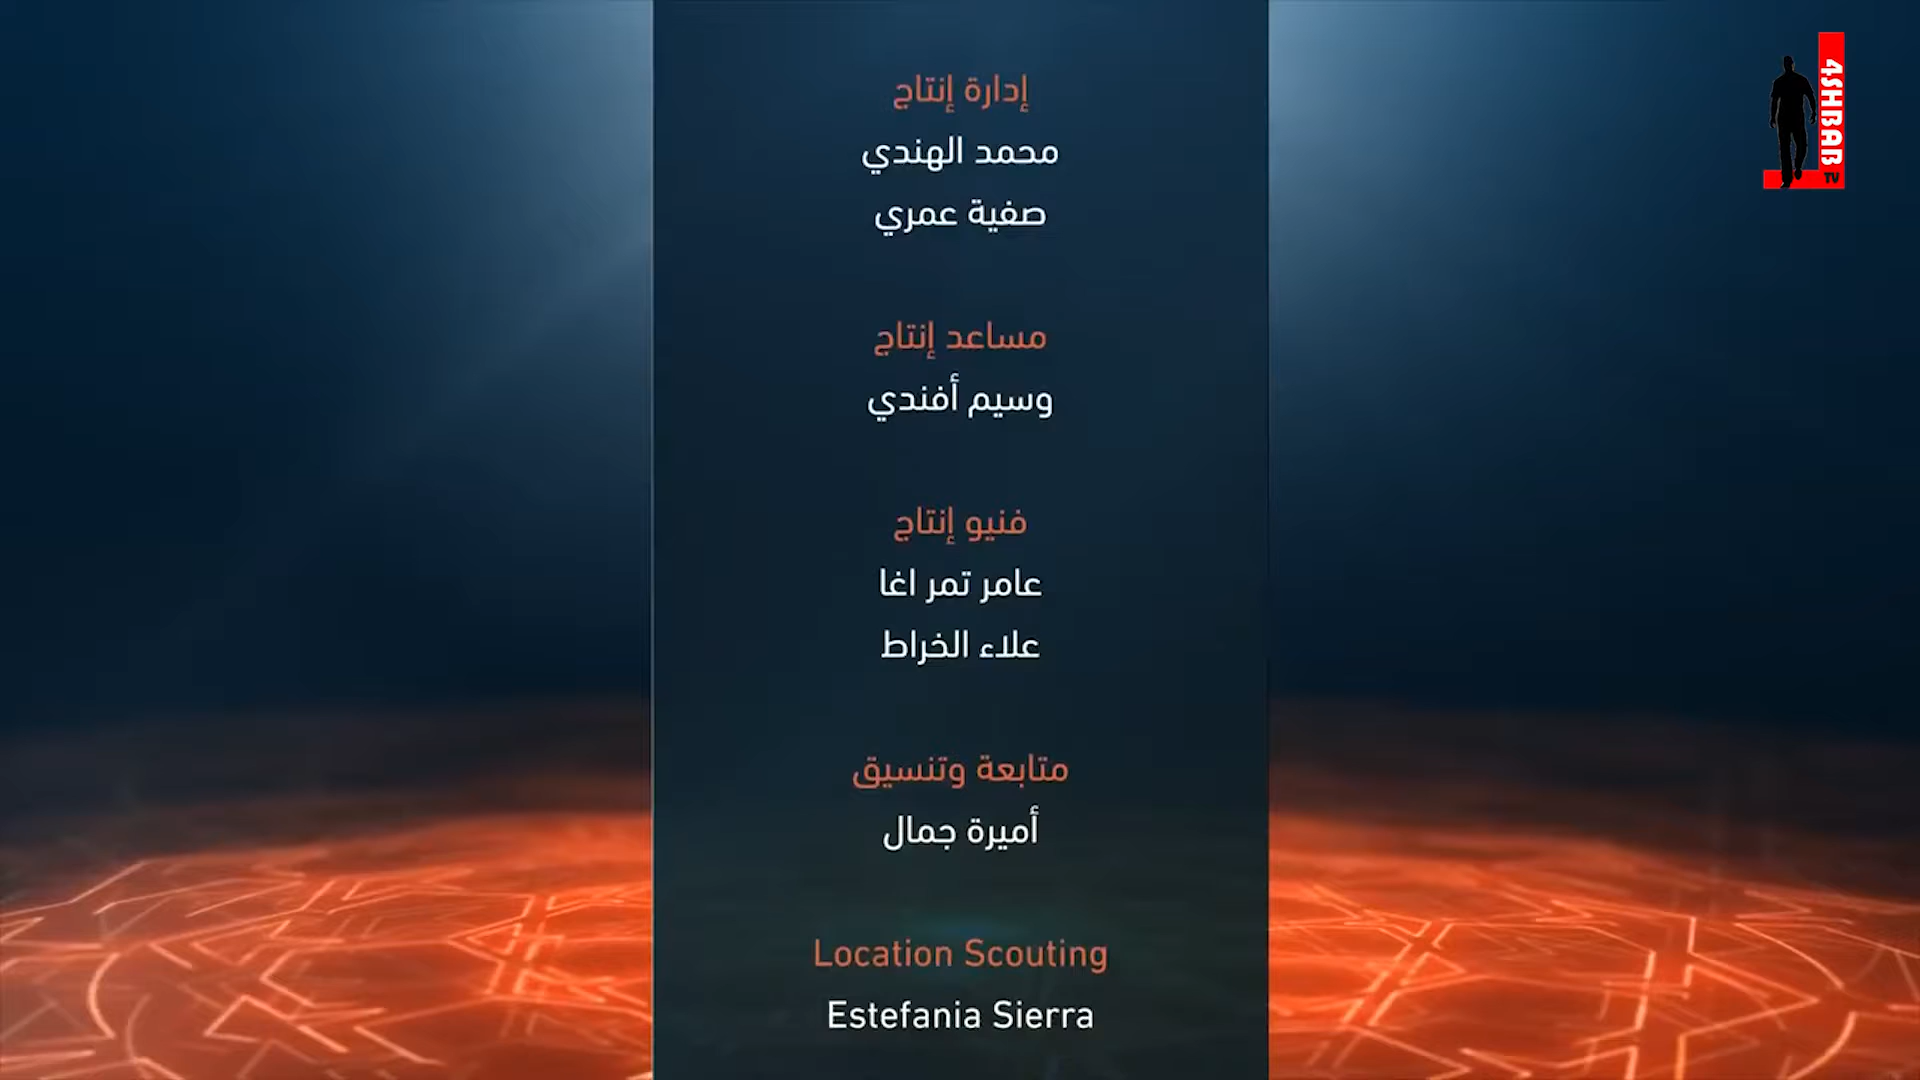 إدارة إنتاج
محمد الهندي
صفية عمري
مساعد إنتاج
وسيم أفندي
فنيو إنتاج
عامر تمر اغا
علاء الخراط
متابعة وتنسيق
أميرة جمال
Location Scouting
Estefania Sierra
4SHBAB
TV